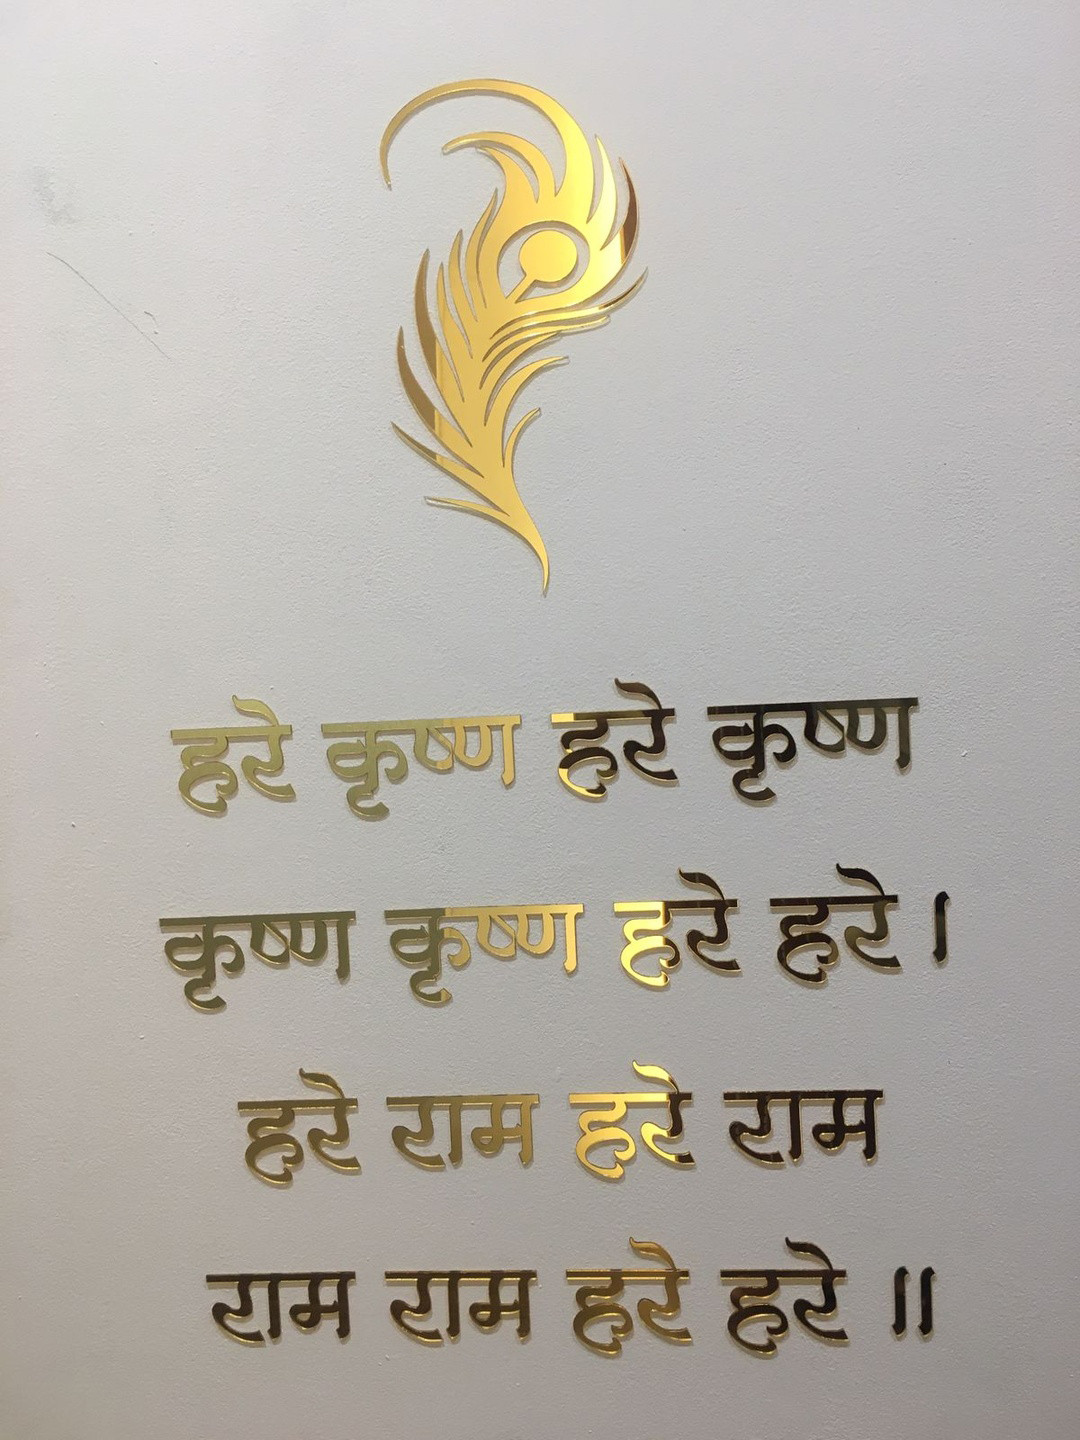 हरे कृष्ण हरे कृष्ण
कृष्ण कृष्ण हरे हरे ।
हरे राम हरे राम
राम राम हरे हरे ॥